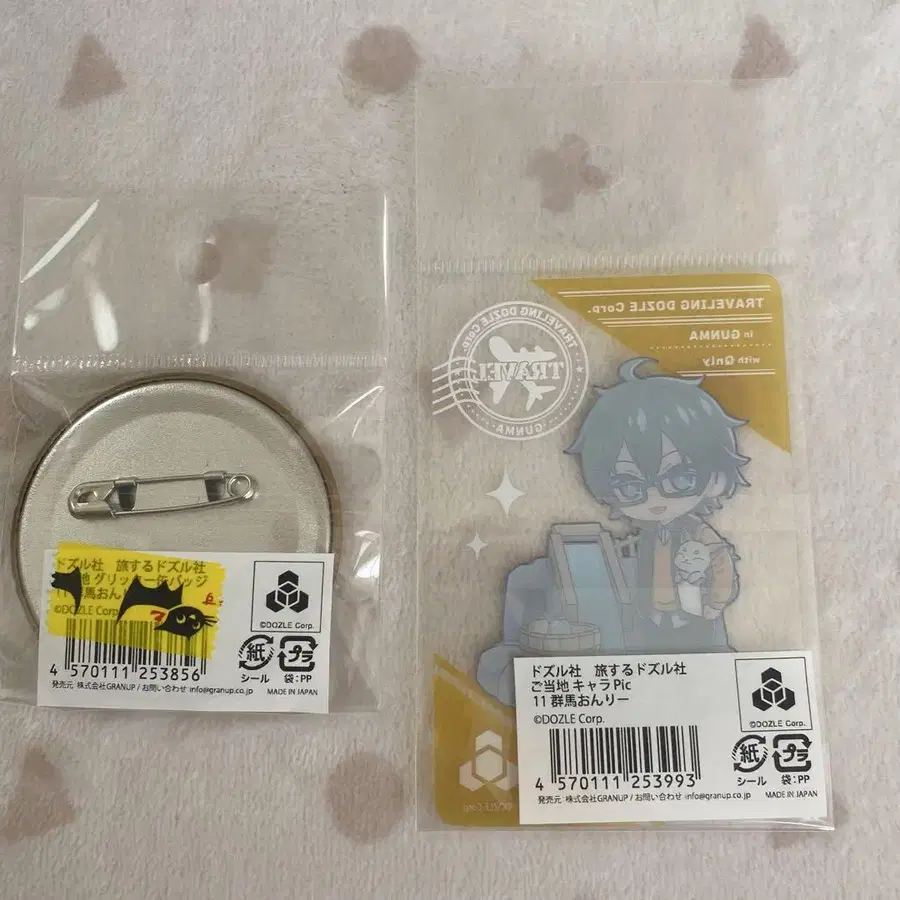 ドズル社 旅するドズル社
地 グリッター缶バッジ
11 群馬おんりー
©DOZLE Corp.
4 570111 253856
発売元:株式会社GRANUP / お問い合わせ info@granup.co.jp
©DOZLE Corp.
紙
シール
プラ
袋:PP
MADE IN JAPAN
TRAVELING DOZLE Corp.
in GUNMA
with Qnly
TRAVELING DOZLE Corp.
TRAVEL
GUNMA
ドズル社 旅するドズル社
ご当地 キャラPic
11 群馬おんりー
©DOZLE Corp.
4 570111 253993
発売元:株式会社GRANUP / お問い合わせ info@granup.co.jp
©DOZLE Corp.
紙
シール
プラ
袋:PP
MADE IN JAPAN